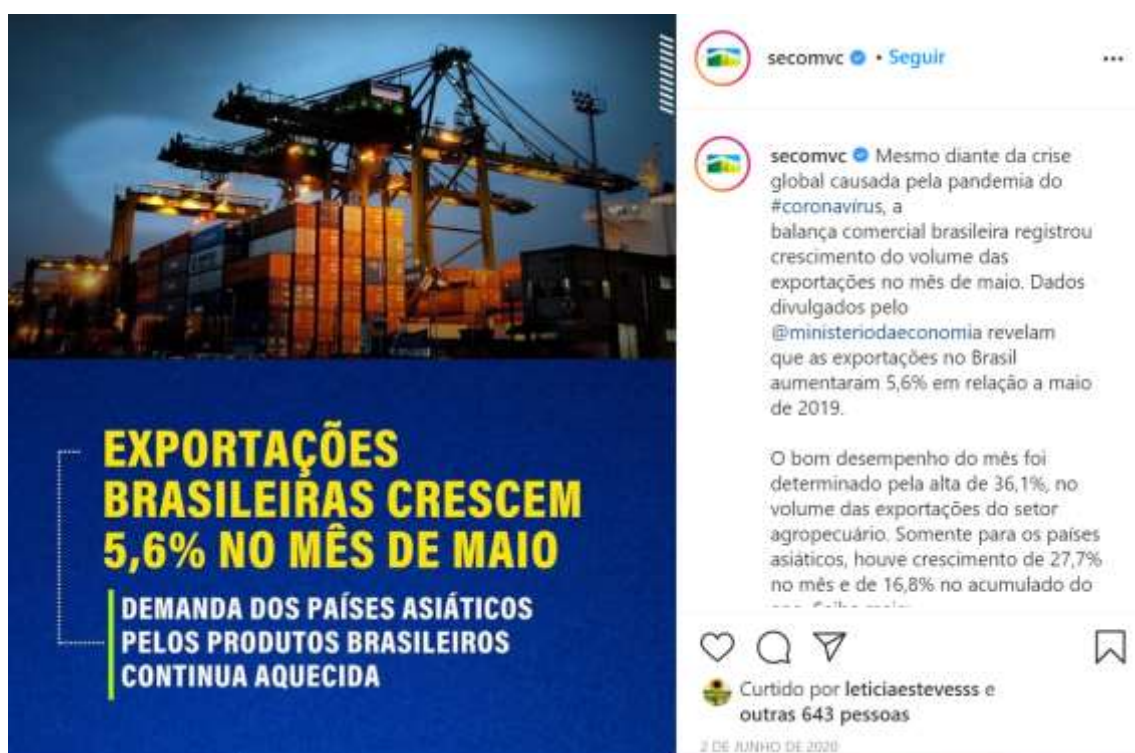 EXPORTAÇÕES
BRASILEIRAS CRESCEM
5,6% NO MÊS DE MAIO
DEMANDA DOS PAÍSES ASIÁTICOS
PELOS PRODUTOS BRASILEIROS
CONTINUA AQUECIDA
secomvc • Seguir
secomvc Mesmo diante da crise
global causada pela pandemia do
#coronavírus, a
balança comercial brasileira registrou
crescimento do volume das
exportações no mês de maio. Dados
divulgados pelo
@ministeriodaeconomia revelam
que as exportações no Brasil
aumentaram 5,6% em relação a maio
de 2019.
O bom desempenho do mês foi
determinado pela alta de 36,1%, no
volume das exportações do setor
agropecuário. Somente para os países
asiáticos, houve crescimento de 27,7%
no mês e de 16,8% no acumulado do
Curtido por leticiaestevesss e
outras 643 pessoas
2 DE JUNHO DE 2020